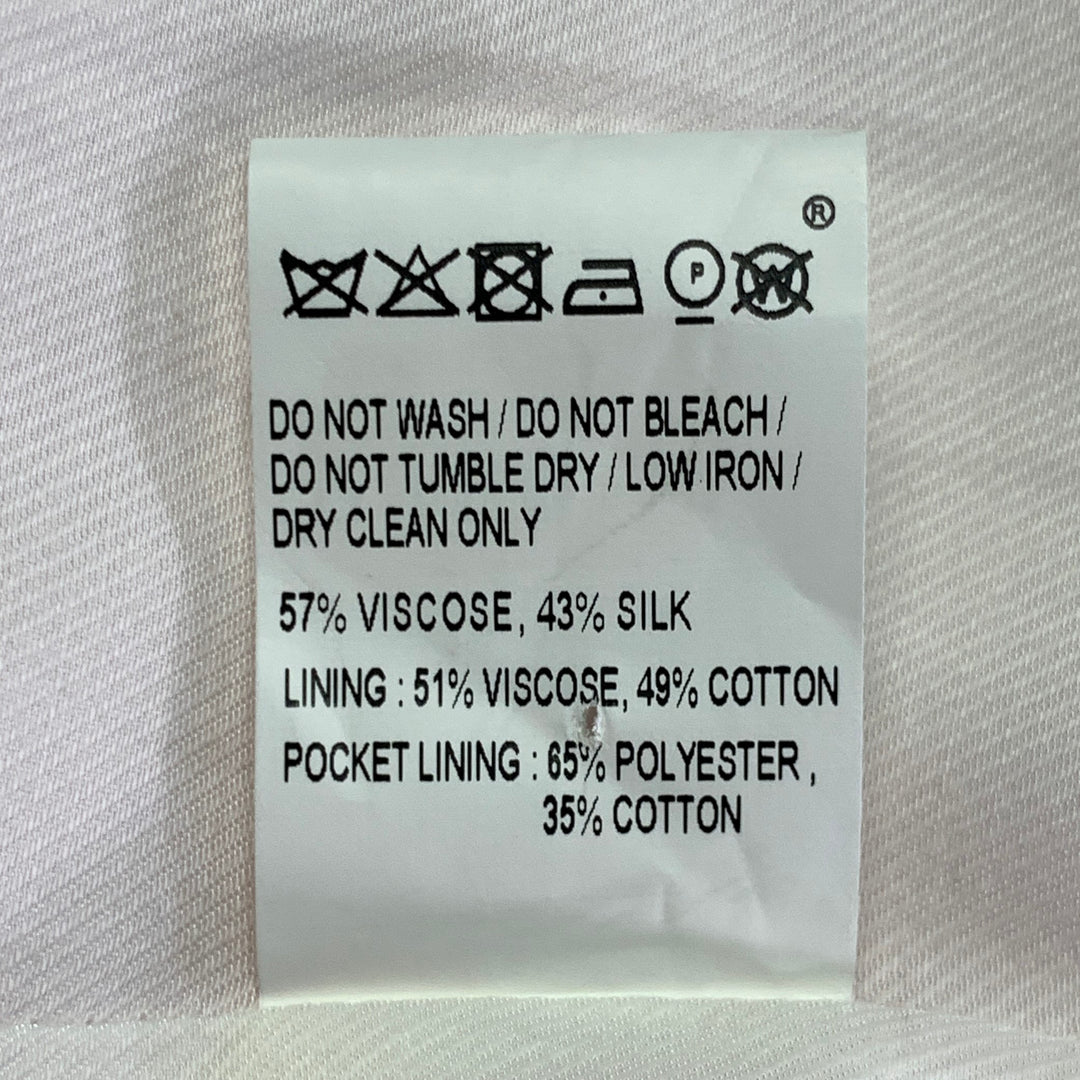 ®
P W
DO NOT WASH / DO NOT BLEACH /
DO NOT TUMBLE DRY / LOW IRON /
DRY CLEAN ONLY
57% VISCOSE, 43% SILK
LINING : 51% VISCOSE, 49% COTTON
POCKET LINING : 65% POLYESTER ,
35% COTTON